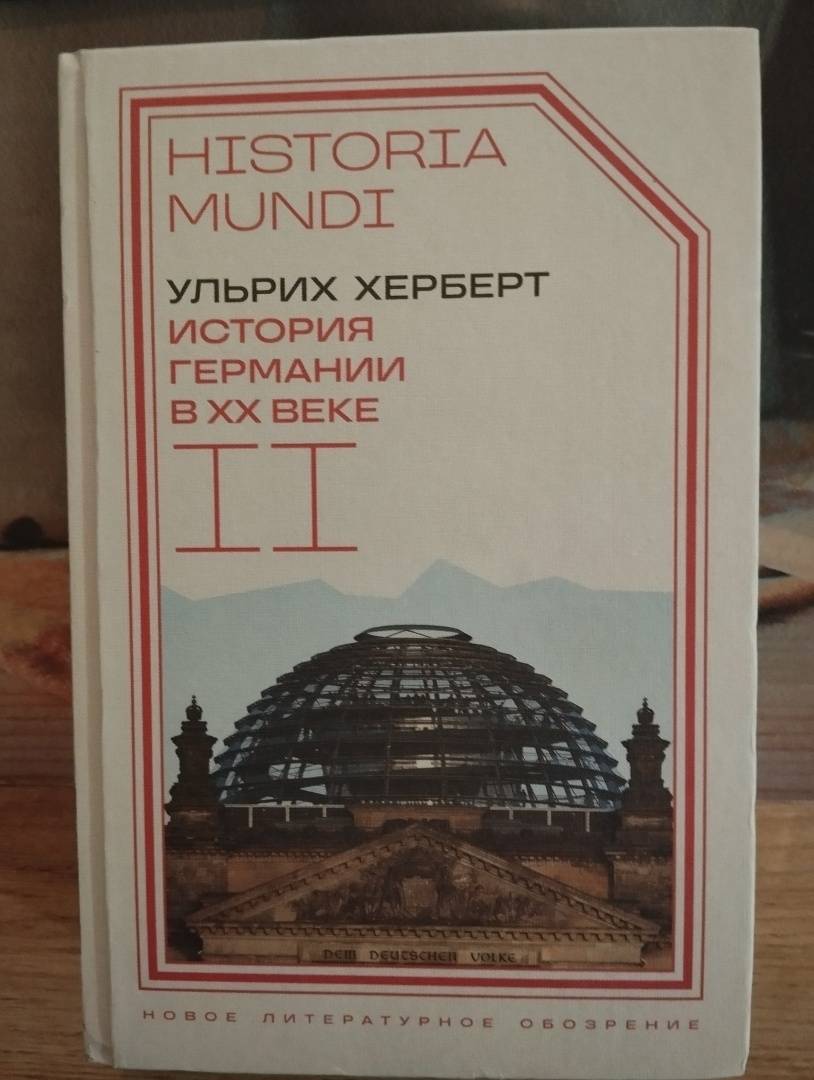 HISTORIA
MUNDI
УЛЬРИХ ХЕРБЕРТ
ИСТОРИЯ
ГЕРМАНИИ
В XX ВЕКЕ
II
DEM DEUTSCHEN VOLKE
НОВОЕ ЛИТЕРАТУРНОЕ ОБОЗРЕНИЕ